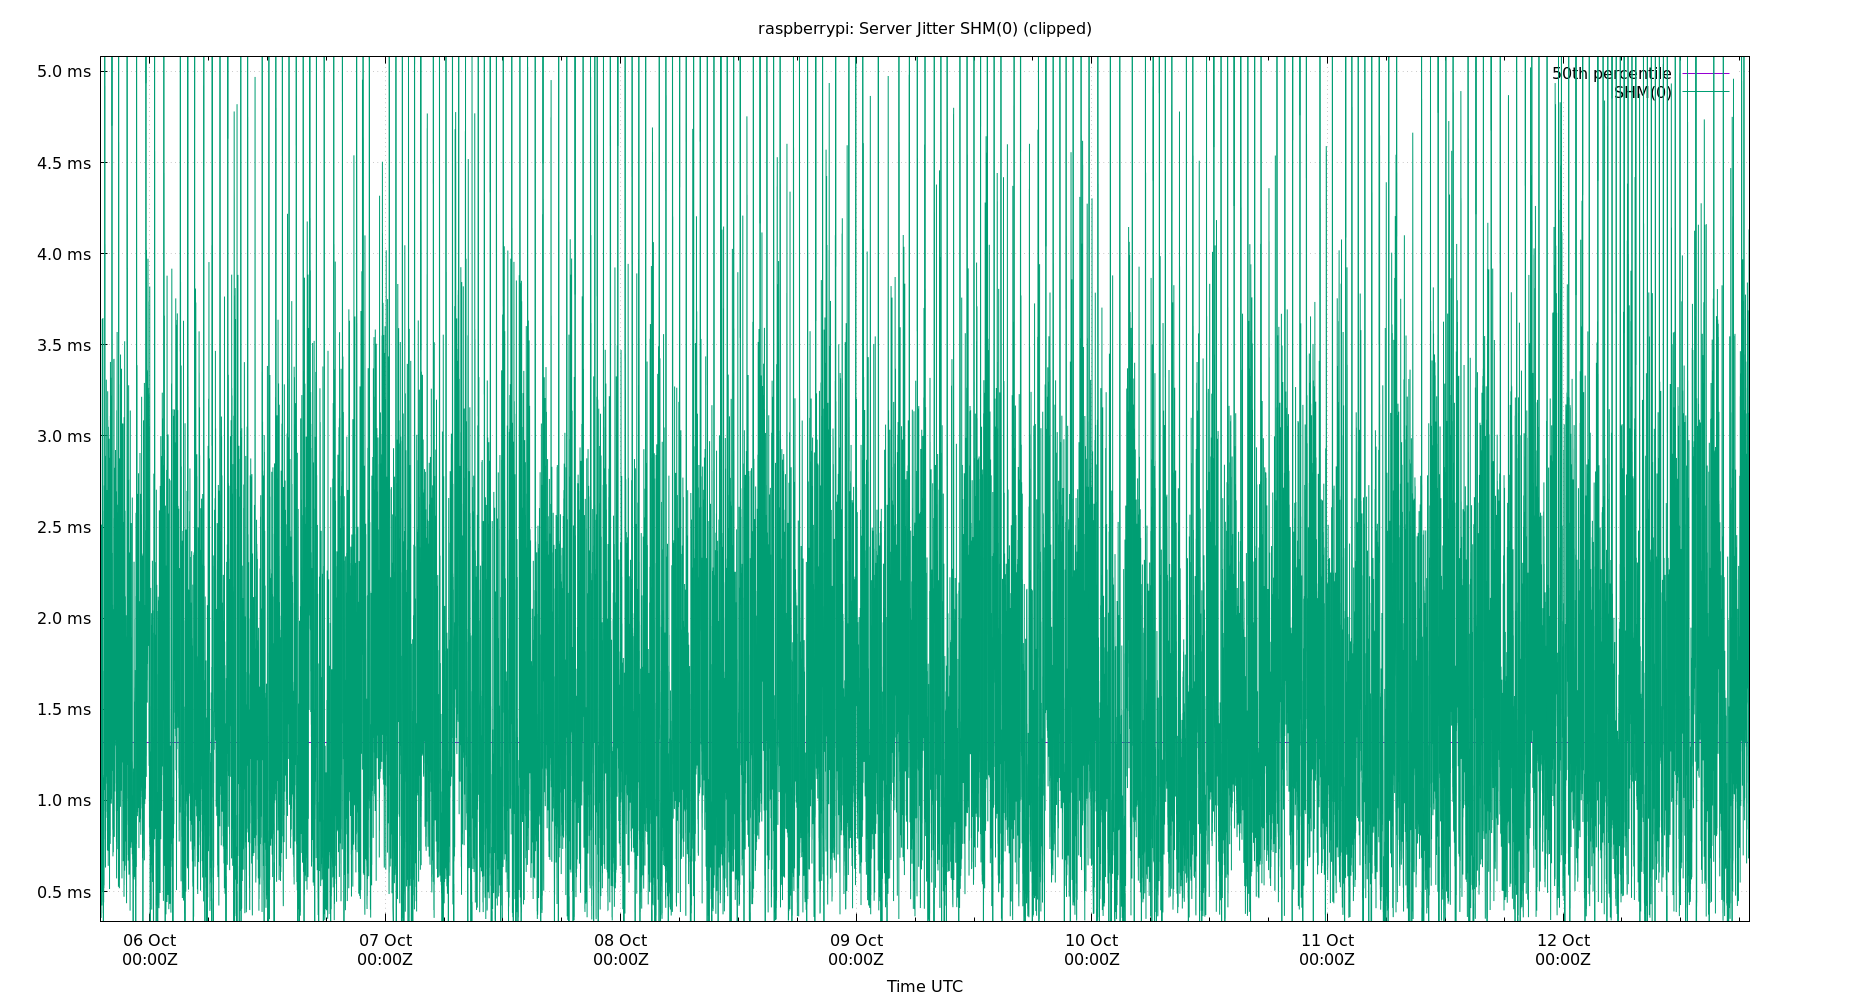 raspberrypi: Server Jitter SHM(0) (clipped)
5.0 ms
50th percentile
SHM(0)
4.5 ms
4.0 ms
3.5 ms
3.0 ms
2.5 ms
2.0 ms
1.5 ms
1.0 ms
0.5 ms
06 Oct 07 Oct 08 Oct 09 Oct 10 Oct 11 Oct 12 Oct
00:00Z 00:00Z 00:00Z 00:00Z 00:00Z 00:00Z 00:00Z
Time UTC